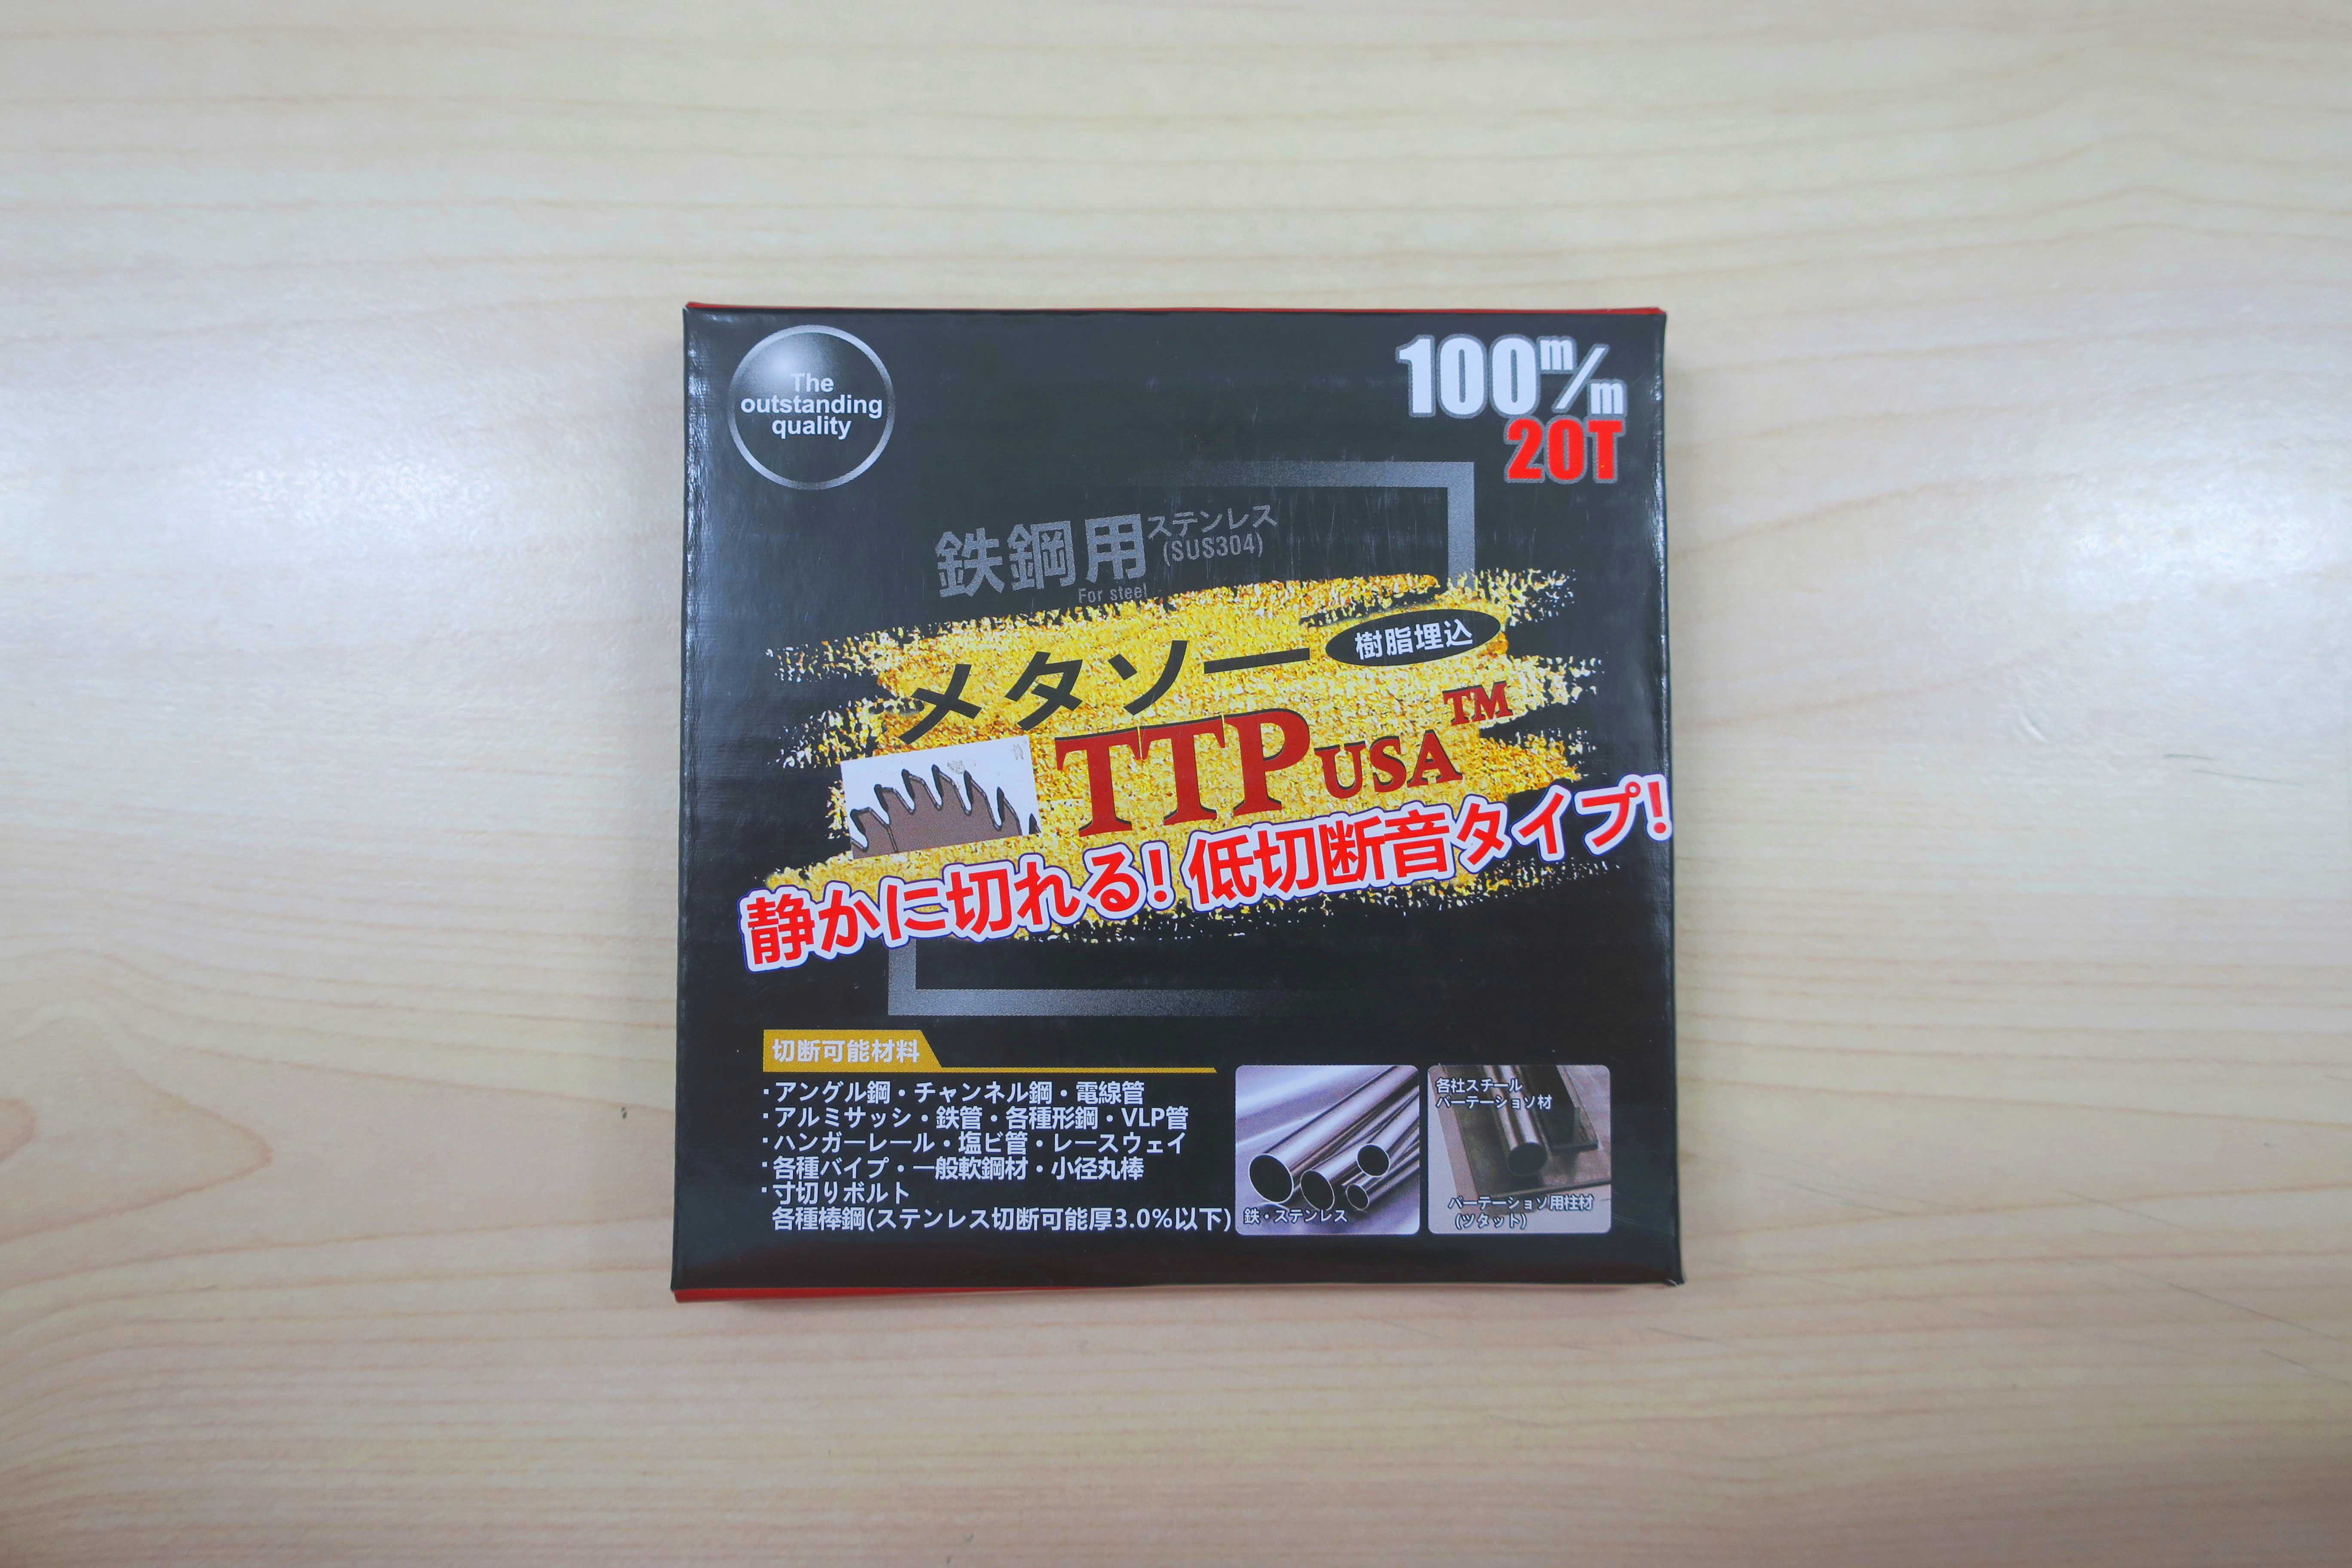 The
outstanding
quality
100m/m
20T
鉄鋼用ステンレス
(SUS304)
For steel
メタソー
樹脂埋込
TTP USA™
静かに切れる!低切断音タイプ!
切断可能材料
・アングル鋼・チャンネル鋼・電線管
・アルミサッシ・鉄管・各種形鋼・VLP管
・ハンガーレール・塩ビ管・レースウェイ
・各種バイプ・一般軟鋼材・小径丸棒
・寸切りボルト
各種棒鋼(ステンレス切断可能厚3.0%以下)
鉄・ステンレス
各社スチール
パーテーショソ材
パーテーショソ用柱材
(ツタット)